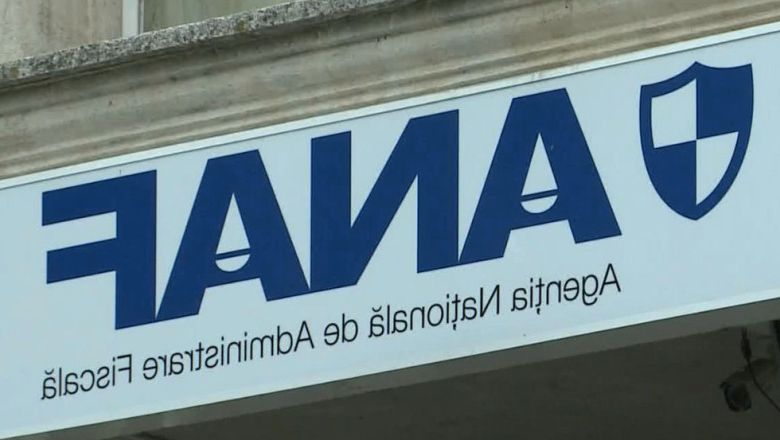 ANAF
Agenția Națională de Administrare Fiscală